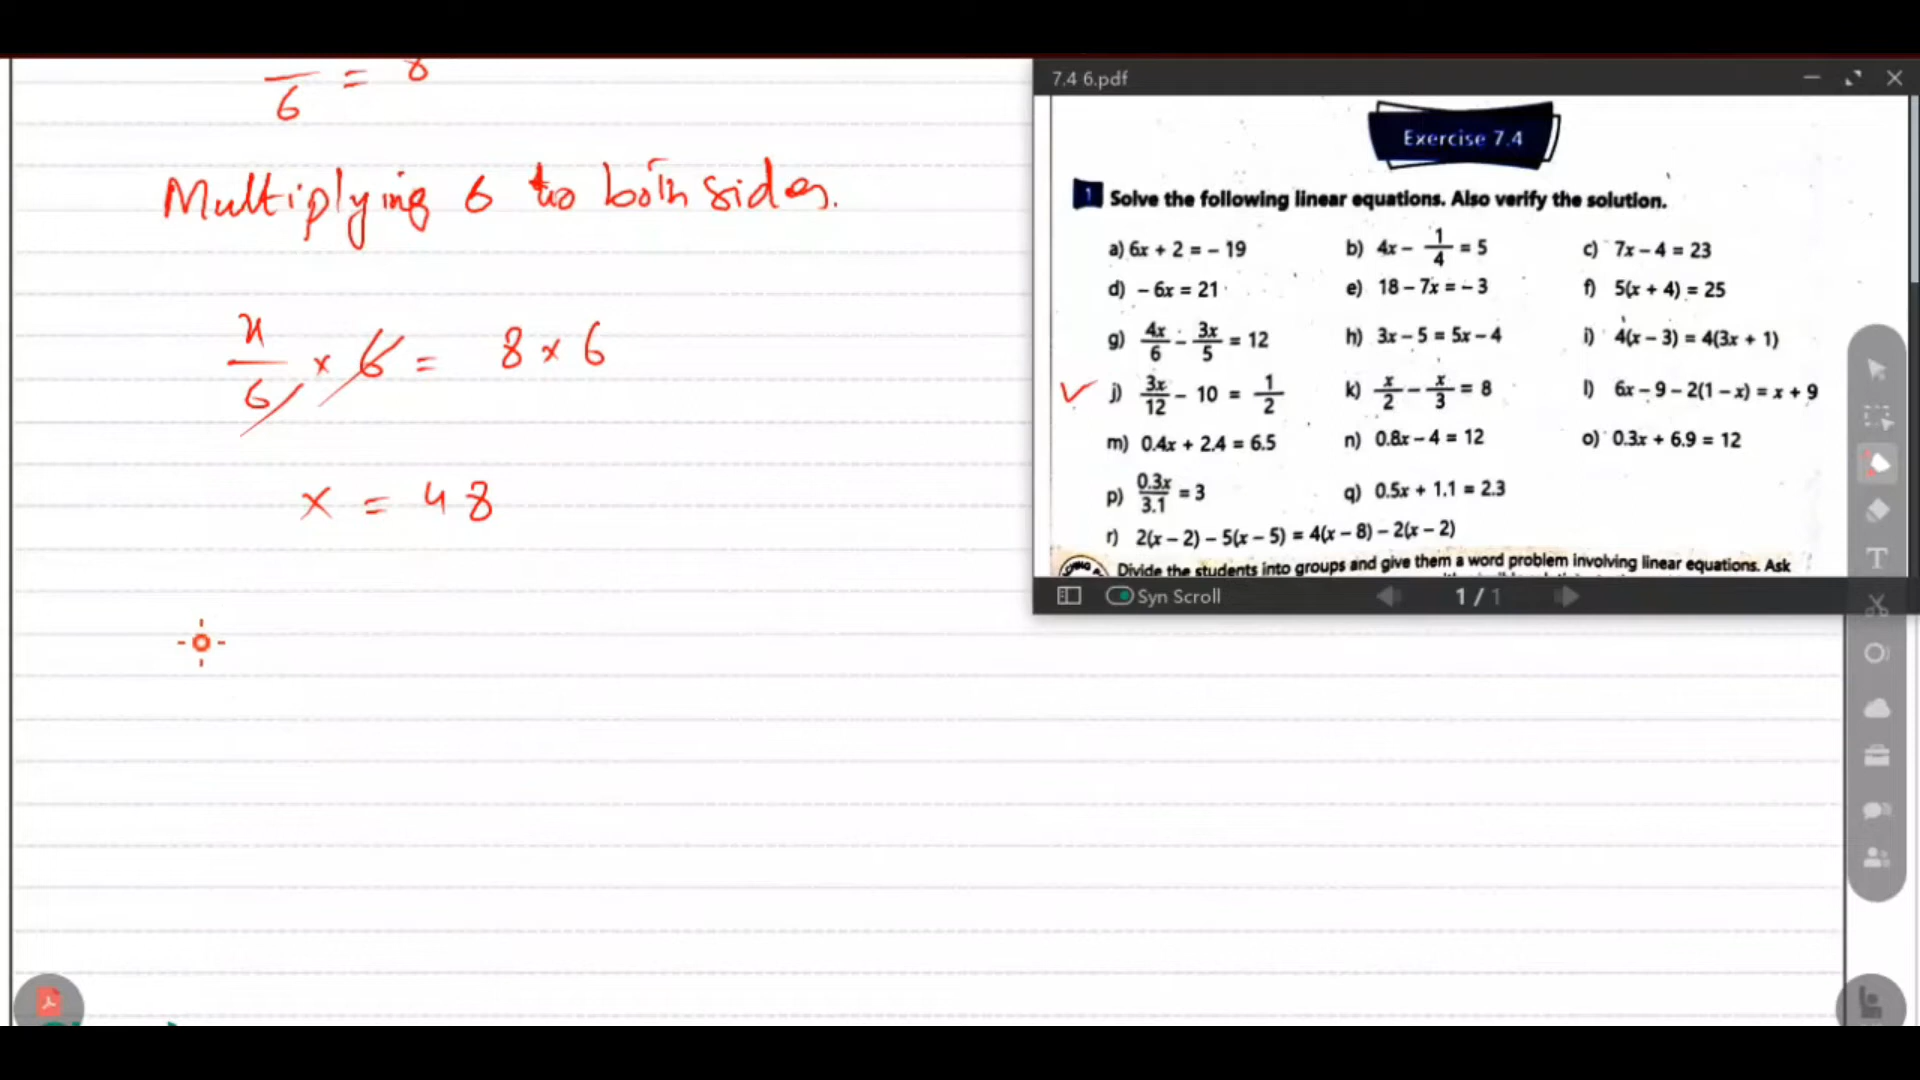 6 = 8
Multiplying 6 to both sides.
x/6 × 6 = 8 × 6
x = 48
7.4 6.pdf
Exercise 7.4
1 Solve the following linear equations. Also verify the solution.
a) 6x + 2 = – 19 b) 4x – 1/4 = 5 c) 7x – 4 = 23
d) – 6x = 21 e) 18 – 7x = – 3 f) 5(x + 4) = 25
g) 4x/6 – 3x/5 = 12 h) 3x – 5 = 5x – 4 i) 4(x – 3) = 4(3x + 1)
j) 3x/12 – 10 = 1/2 k) x/2 – x/3 = 8 l) 6x – 9 – 2(1 – x) = x + 9
m) 0.4x + 2.4 = 6.5 n) 0.8x – 4 = 12 o) 0.3x + 6.9 = 12
p) 0.3x/3.1 = 3 q) 0.5x + 1.1 = 2.3
r) 2(x – 2) – 5(x – 5) = 4(x – 8) – 2(x – 2)
Divide the students into groups and give them a word problem involving linear equations. Ask
Syn Scroll 1 / 1
T